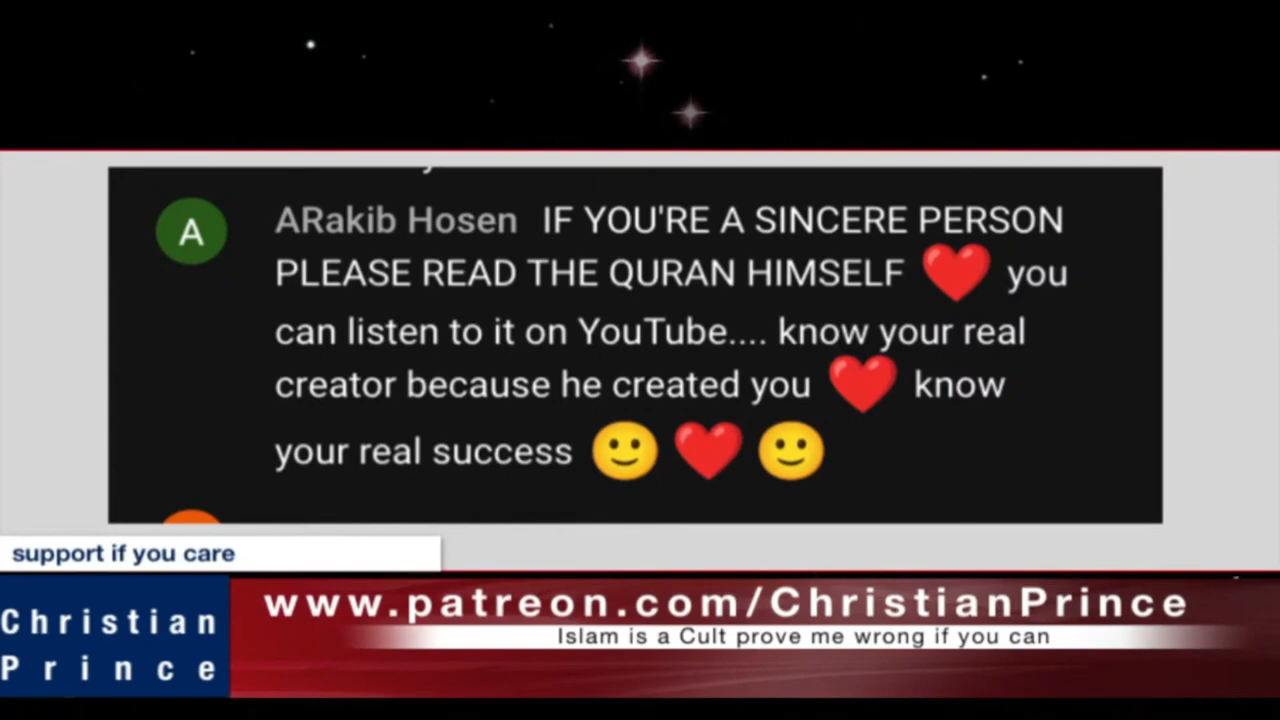 A
ARakib Hosen IF YOU'RE A SINCERE PERSON
PLEASE READ THE QURAN HIMSELF ❤️ you
can listen to it on YouTube.... know your real
creator because he created you ❤️ know
your real success 🙂 ❤️ 🙂
support if you care
Christian
Prince
www.patreon.com/ChristianPrince
Islam is a Cult prove me wrong if you can